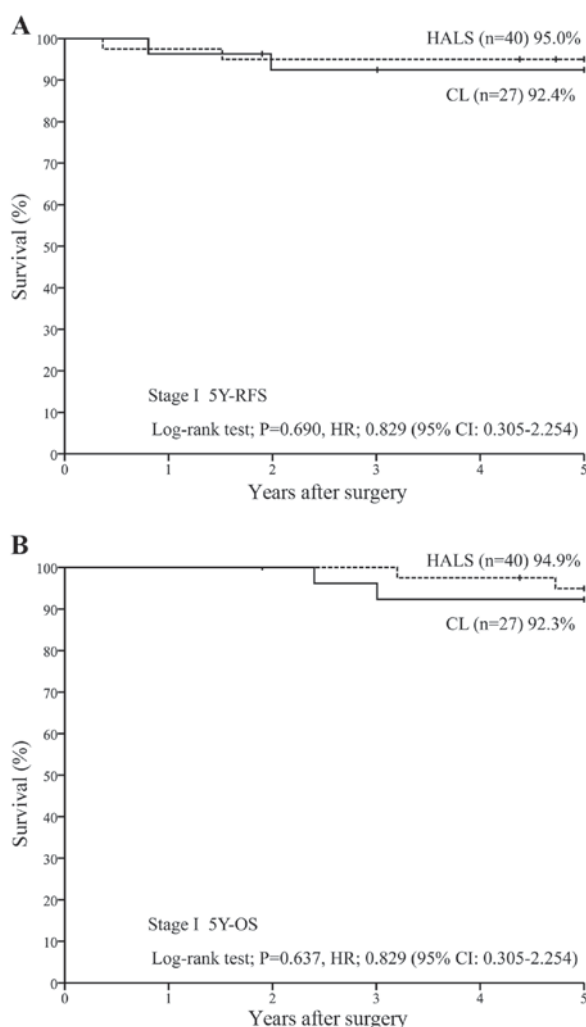 A
HALS (n=40) 95.0%
CL (n=27) 92.4%
100
90
80
70
60
50
40
30
20
10
0
Survival (%)
Stage I 5Y-RFS
Log-rank test; P=0.690, HR; 0.829 (95% CI: 0.305-2.254)
0 1 2 3 4 5
Years after surgery
B
HALS (n=40) 94.9%
CL (n=27) 92.3%
100
90
80
70
60
50
40
30
20
10
0
Survival (%)
Stage I 5Y-OS
Log-rank test; P=0.637, HR; 0.829 (95% CI: 0.305-2.254)
0 1 2 3 4 5
Years after surgery